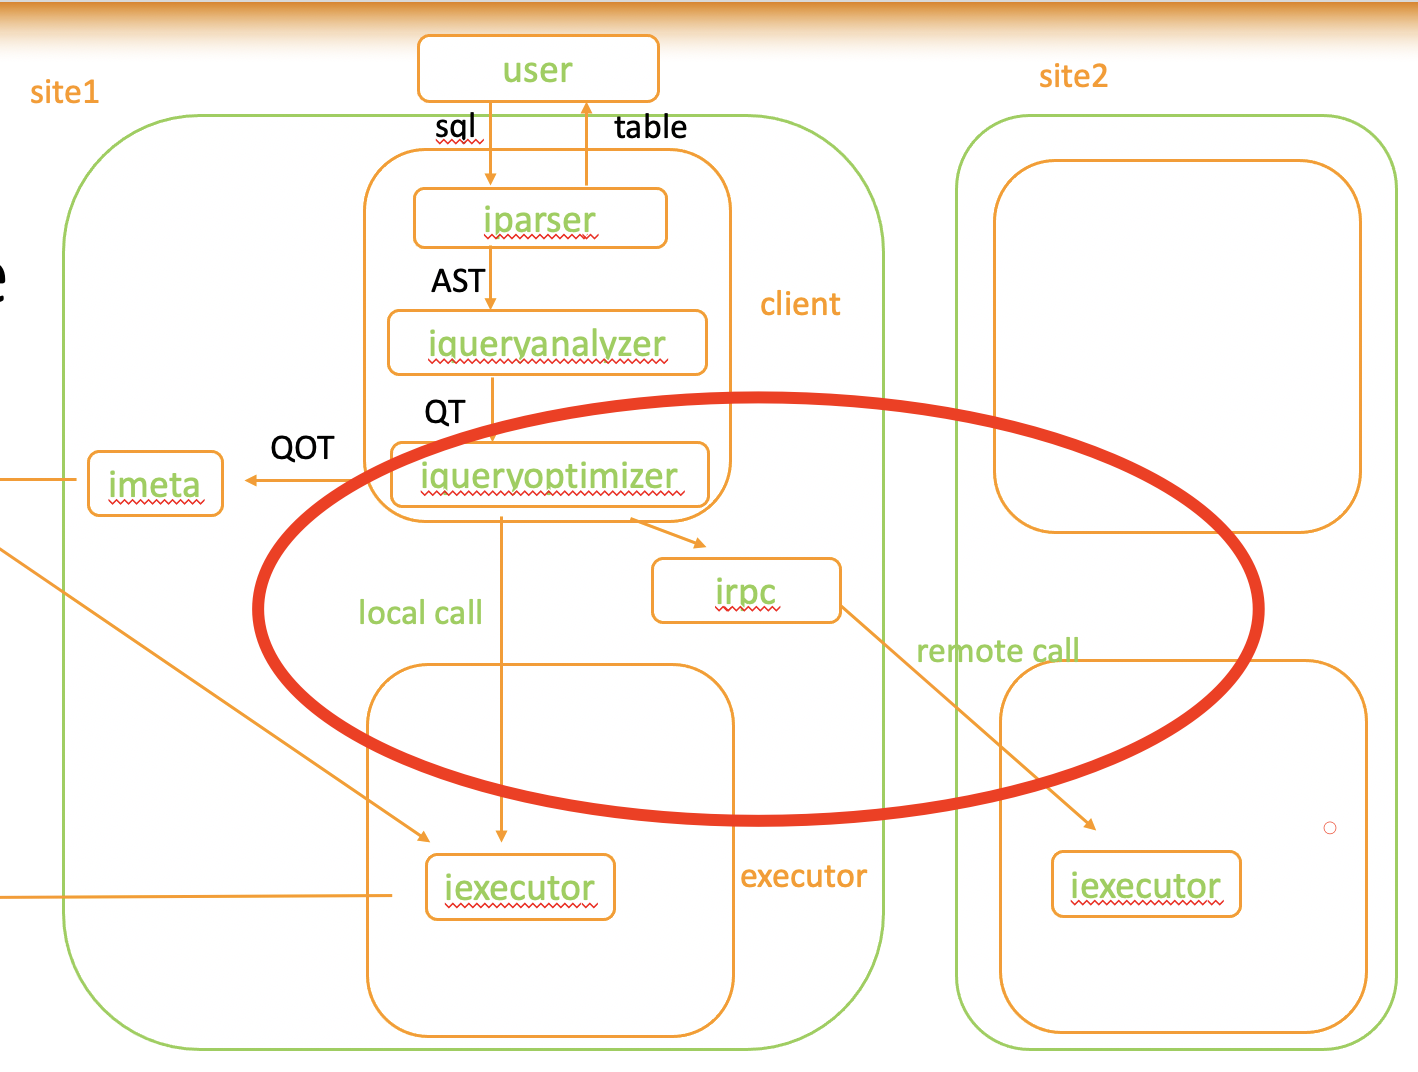 site1
user
site2
sql
table
iparser
e
AST
client
iqueryanalyzer
QT
QOT
imeta
iqueryoptimizer
irpc
local call
remote call
executor
iexecutor
iexecutor